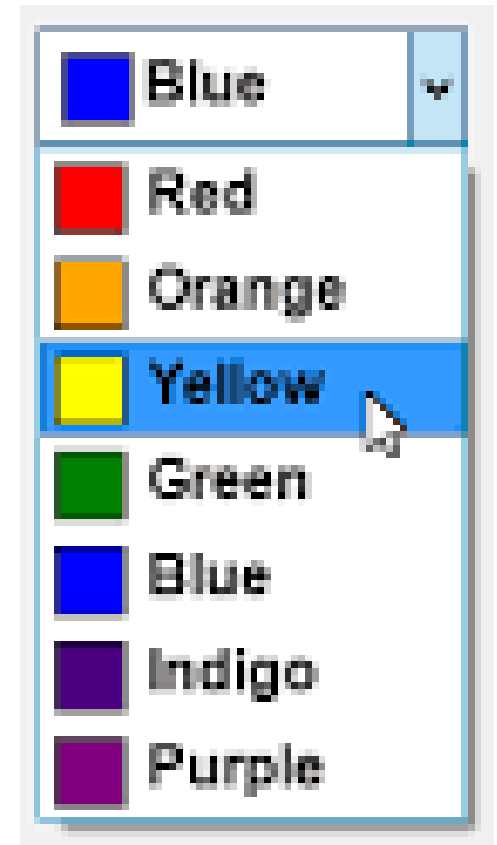 Blue
Red
Orange
Yellow
Green
Blue
Indigo
Purple